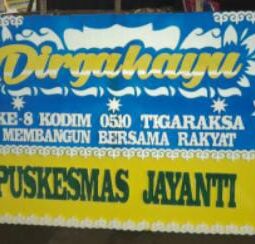 Dirgahayu
KE-8 KODIM 0510 TIGARAKSA
MEMBANGUN BERSAMA RAKYAT
PUSKESMAS JAYANTI